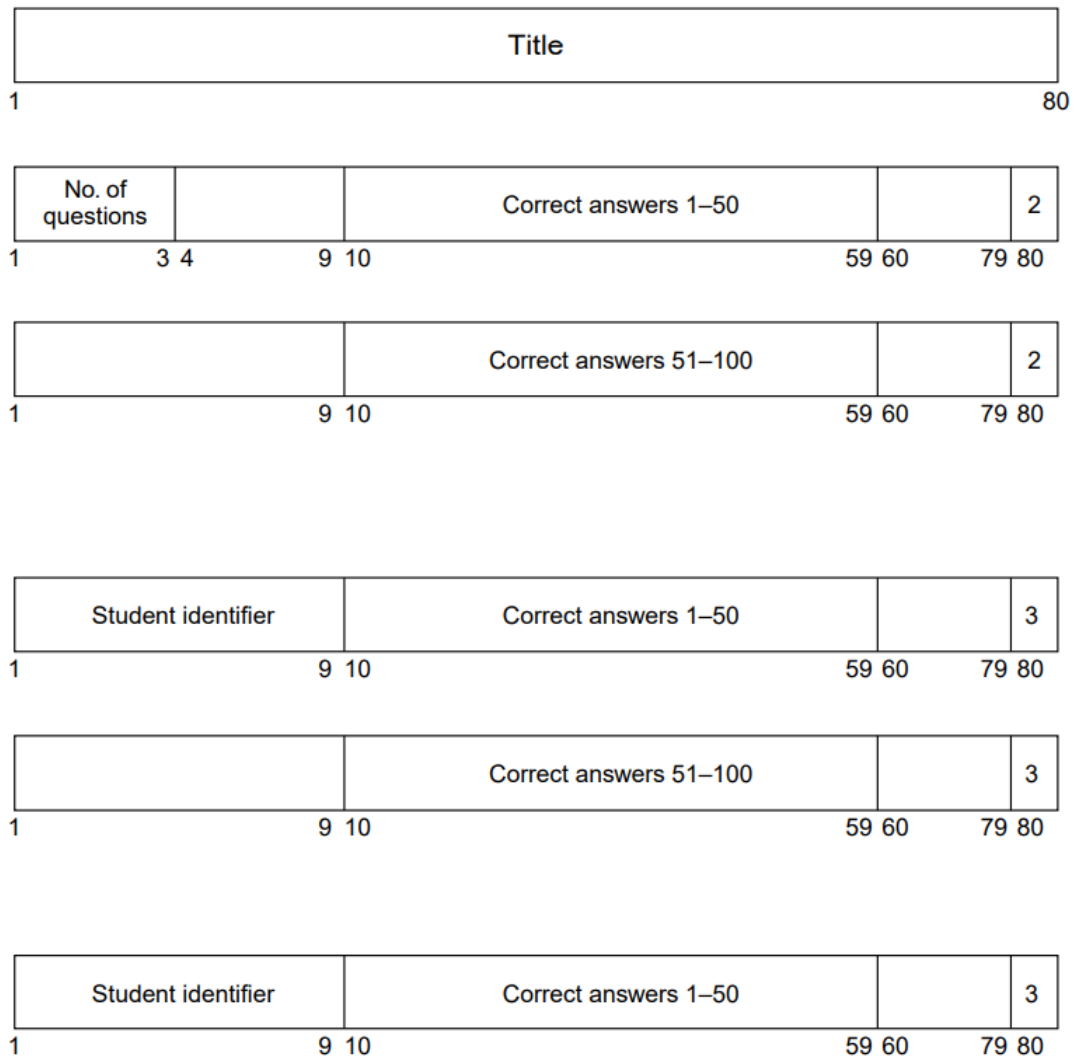 Title
1 80
No. of
questions
Correct answers 1–50
2
1 3 4 9 10 59 60 79 80
Correct answers 51–100
2
1 9 10 59 60 79 80
Student identifier
Correct answers 1–50
3
1 9 10 59 60 79 80
Correct answers 51–100
3
1 9 10 59 60 79 80
Student identifier
Correct answers 1–50
3
1 9 10 59 60 79 80